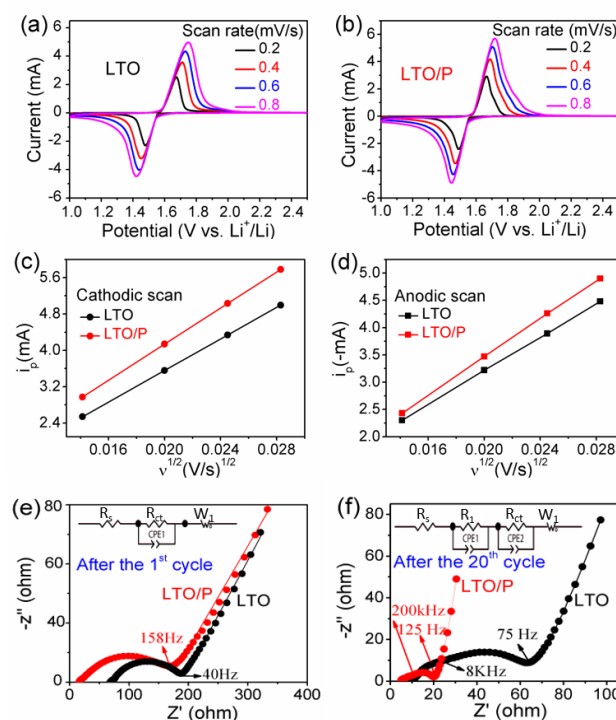 (a)
Scan rate(mV/s)
LTO
0.2
0.4
0.6
0.8
Current (mA)
6
4
2
0
-2
-4
-6
1.0 1.2 1.4 1.6 1.8 2.0 2.2 2.4
Potential (V vs. Li⁺/Li)
(b)
Scan rate (mV/s)
LTO/P
0.2
0.4
0.6
0.8
Current (mA)
6
4
2
0
-2
-4
-6
1.0 1.2 1.4 1.6 1.8 2.0 2.2 2.4
Potential (V vs. Li⁺/Li)
(c)
Cathodic scan
LTO
LTO/P
iₚ(mA)
6.0
5.2
4.4
3.6
2.4
0.016 0.020 0.024 0.028
ν^1/2(V/s)^1/2
(d)
Anodic scan
LTO
LTO/P
iₚ(-mA)
5.0
4.5
4.0
3.5
3.0
2.5
2.0
0.016 0.020 0.024 0.028
ν^1/2(V/s)^1/2
(e)
Rₛ R_ct W₁
CPE1
After the 1st cycle
LTO/P
LTO
158Hz
40Hz
-Z" (ohm)
80
60
40
20
0
0 100 200 300 400
Z' (ohm)
(f)
Rₛ R₁ R_ct W₁
CPE1 CPE2
After the 20th cycle
LTO/P
LTO
200kHz
125 Hz
75 Hz
8KHz
-Z" (ohm)
80
60
40
20
0
0 20 40 60 80 100
Z' (ohm)